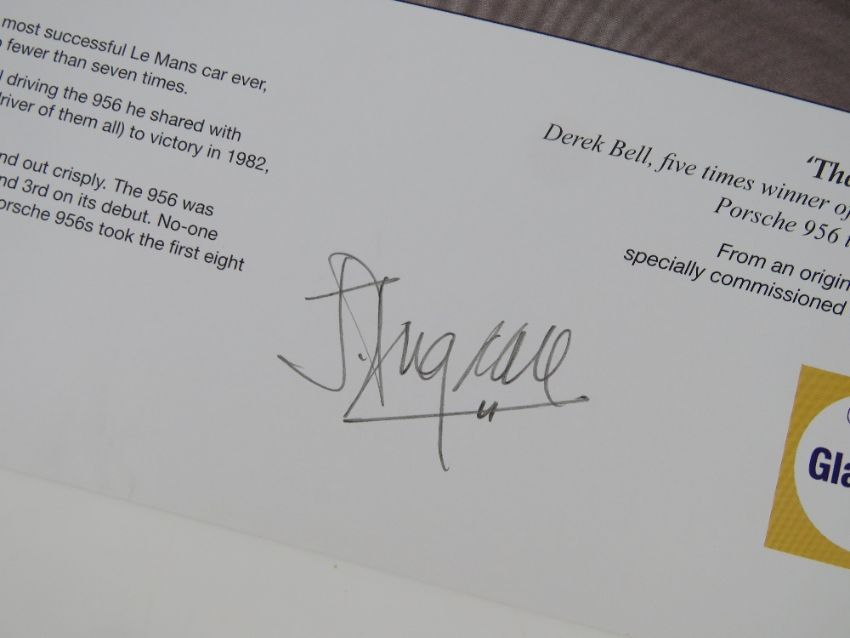 most successful Le Mans car ever,
fewer than seven times.
driving the 956 he shared with
river of them all) to victory in 1982,
nd out crisply. The 956 was
nd 3rd on its debut. No-one
orsche 956s took the first eight
Derek Bell, five times winner of
Porsche 956
From an origin
specially commissioned
'Tha
Gla